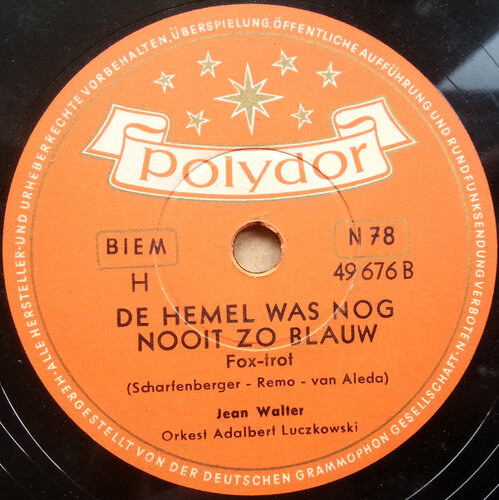 ALLE HERSTELLER- UND URHEBERRECHTE VORBEHALTEN. ÜBERSPIELUNG, ÖFFENTLICHE AUFFÜHRUNG UND RUNDFUNKSENDUNG VERBOTEN.
polydor
BIEM
N 78
H
49 676 B
DE HEMEL WAS NOG
NOOIT ZO BLAUW
Fox-trot
(Scharfenberger - Remo - van Aleda)
Jean Walter
Orkest Adalbert Luczkowski
HERGESTELLT VON DER DEUTSCHEN GRAMMOPHON GESELLSCHAFT